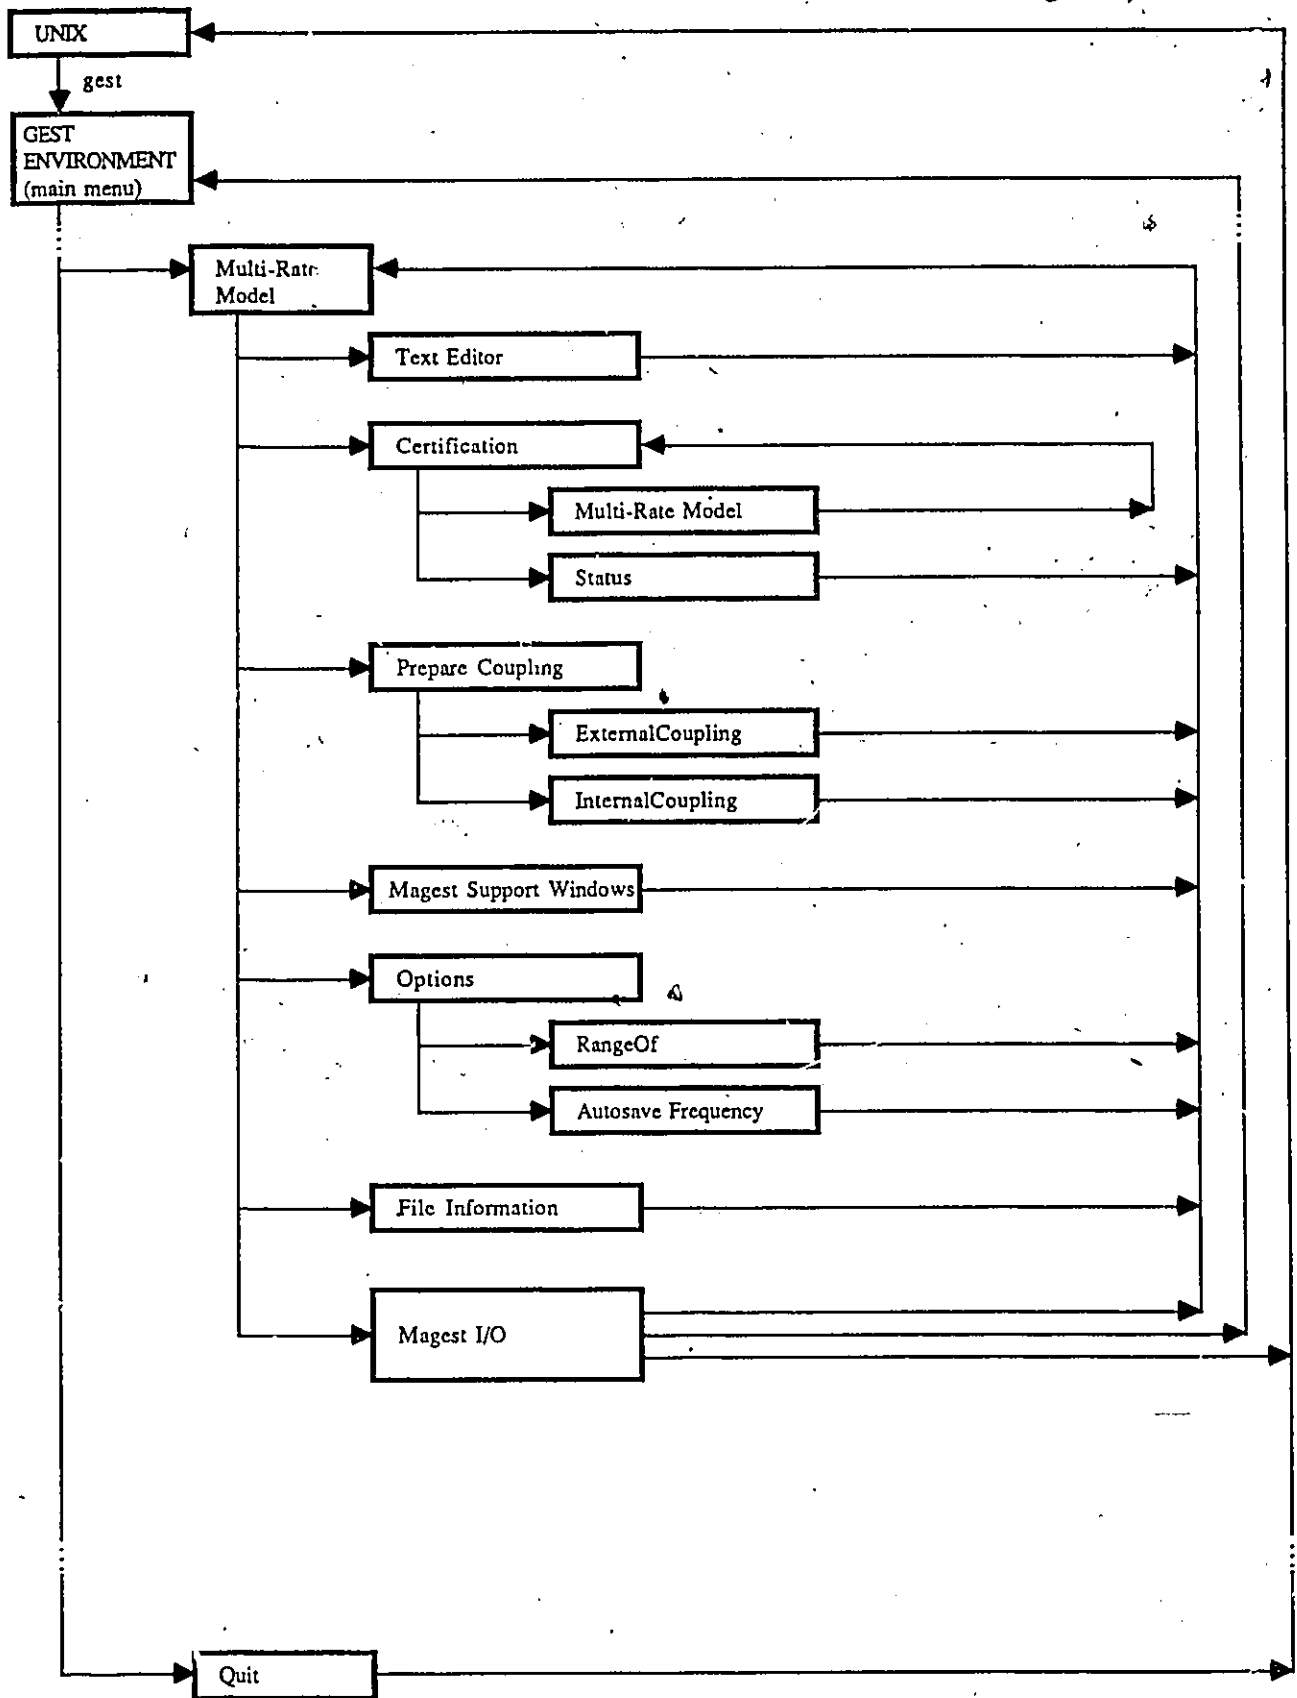 UNIX
gest
GEST
ENVIRONMENT
(main menu)
Multi-Rate
Model
Text Editor
Certification
Multi-Rate Model
Status
Prepare Coupling
ExternalCoupling
InternalCoupling
Magest Support Windows
Options
RangeOf
Autosave Frequency
File Information
Magest I/O
Quit